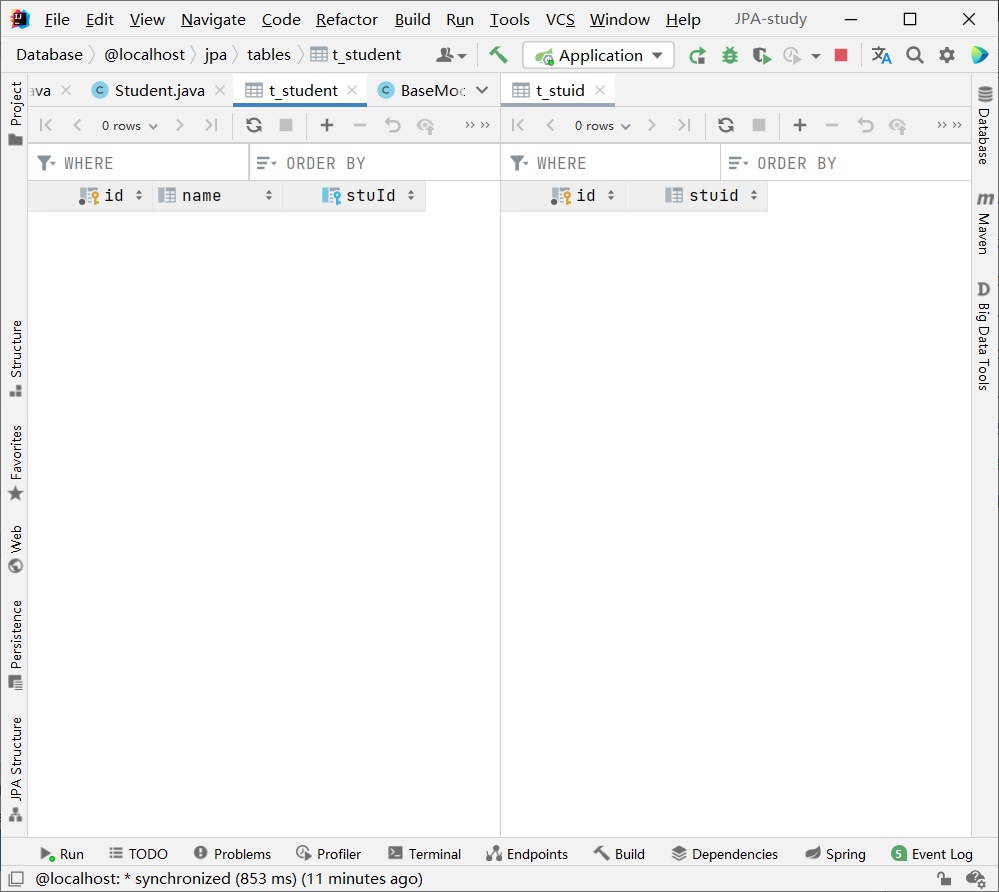 File Edit View Navigate Code Refactor Build Run Tools VCS Window Help JPA-study
Database @localhost jpa tables t_student Application
ava Student.java t_student BaseMoc t_stuid
0 rows 0 rows
WHERE ORDER BY WHERE ORDER BY
id name stuId id stuid
Project
Structure
Favorites
Web
Persistence
JPA Structure
Database
m
Maven
D
Big Data Tools
Run TODO Problems Profiler Terminal Endpoints Build Dependencies Spring 5 Event Log
@localhost: * synchronized (853 ms) (11 minutes ago)